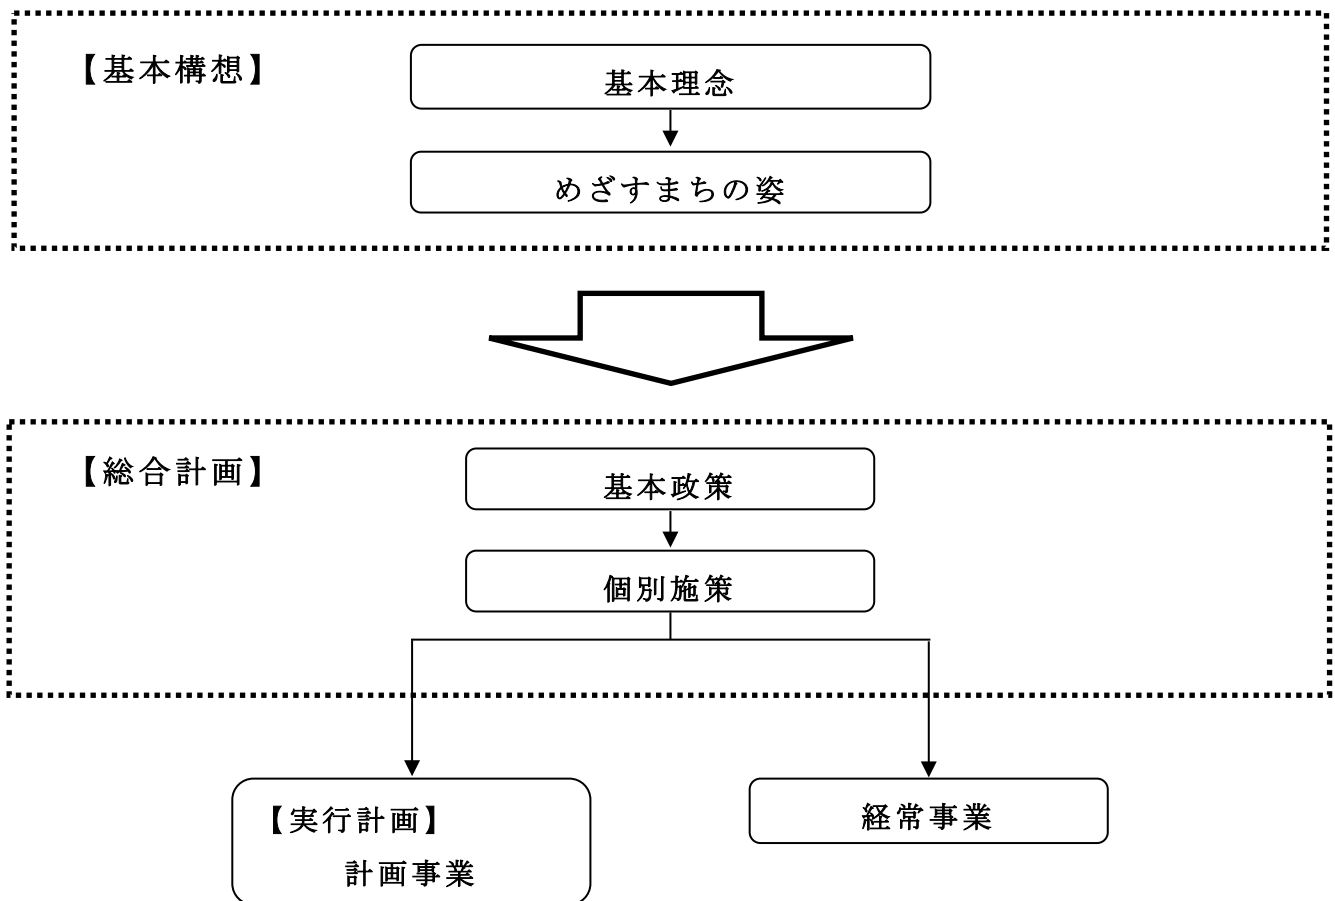 【基本構想】
基本理念
めざすまちの姿
【総合計画】
基本政策
個別施策
【実行計画】
計画事業
経常事業